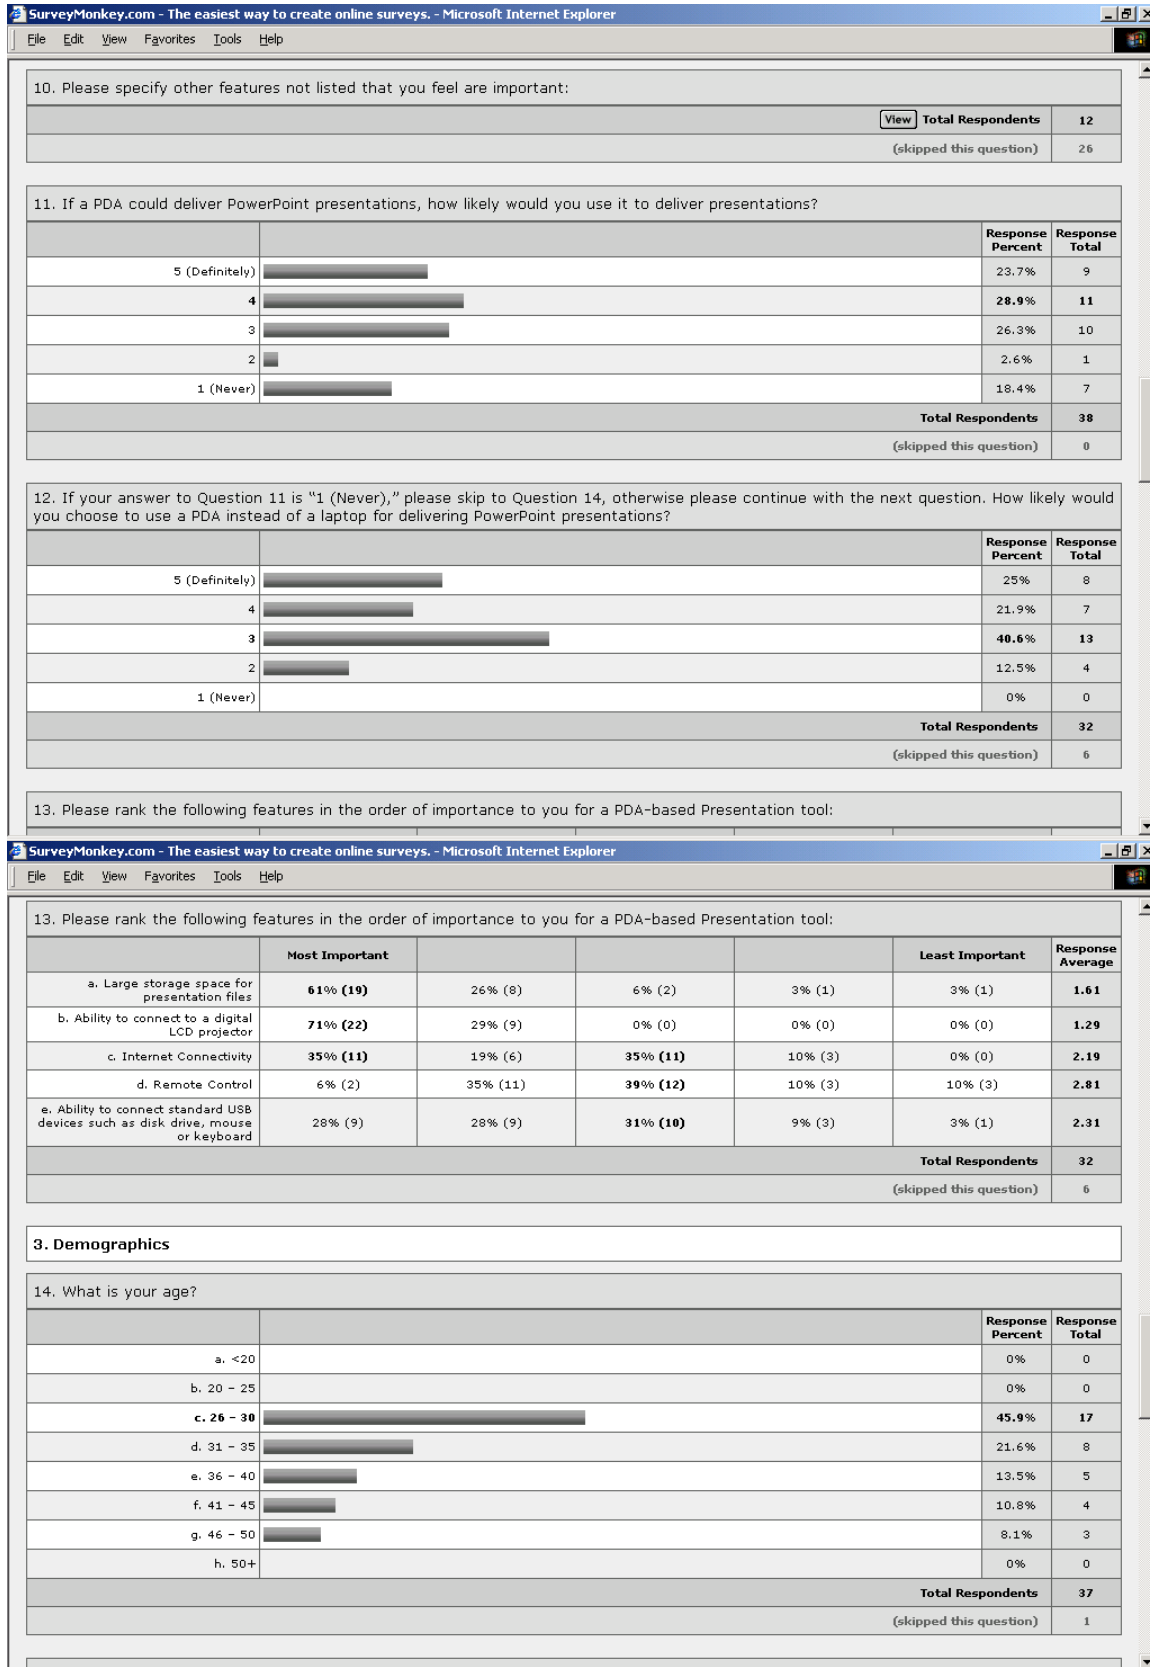 SurveyMonkey.com - The easiest way to create online surveys. - Microsoft Internet Explorer
File Edit View Favorites Tools Help
10. Please specify other features not listed that you feel are important:
View Total Respondents 12
(skipped this question) 26
11. If a PDA could deliver PowerPoint presentations, how likely would you use it to deliver presentations?
Response Percent Response Total
5 (Definitely) 23.7% 9
4 28.9% 11
3 26.3% 10
2 2.6% 1
1 (Never) 18.4% 7
Total Respondents 38
(skipped this question) 0
12. If your answer to Question 11 is “1 (Never),” please skip to Question 14, otherwise please continue with the next question. How likely would
you choose to use a PDA instead of a laptop for delivering PowerPoint presentations?
Response Percent Response Total
5 (Definitely) 25% 8
4 21.9% 7
3 40.6% 13
2 12.5% 4
1 (Never) 0% 0
Total Respondents 32
(skipped this question) 6
13. Please rank the following features in the order of importance to you for a PDA-based Presentation tool:
SurveyMonkey.com - The easiest way to create online surveys. - Microsoft Internet Explorer
File Edit View Favorites Tools Help
13. Please rank the following features in the order of importance to you for a PDA-based Presentation tool:
Most Important Least Important Response Average
a. Large storage space for presentation files 61% (19) 26% (8) 6% (2) 3% (1) 3% (1) 1.61
b. Ability to connect to a digital LCD projector 71% (22) 29% (9) 0% (0) 0% (0) 0% (0) 1.29
c. Internet Connectivity 35% (11) 19% (6) 35% (11) 10% (3) 0% (0) 2.19
d. Remote Control 6% (2) 35% (11) 39% (12) 10% (3) 10% (3) 2.81
e. Ability to connect standard USB devices such as disk drive, mouse or keyboard 28% (9) 28% (9) 31% (10) 9% (3) 3% (1) 2.31
Total Respondents 32
(skipped this question) 6
3. Demographics
14. What is your age?
Response Percent Response Total
a. <20 0% 0
b. 20 - 25 0% 0
c. 26 - 30 45.9% 17
d. 31 - 35 21.6% 8
e. 36 - 40 13.5% 5
f. 41 - 45 10.8% 4
g. 46 - 50 8.1% 3
h. 50+ 0% 0
Total Respondents 37
(skipped this question) 1